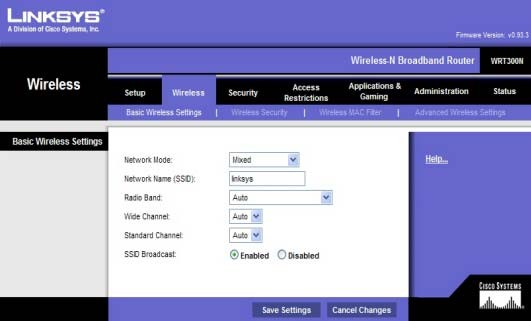 LINKSYS®
A Division of Cisco Systems, Inc.
Firmware Version: v0.93.3
Wireless-N Broadband Router WRT300N
Wireless
Setup Wireless Security Access Restrictions Applications & Gaming Administration Status
Basic Wireless Settings | Wireless Security | Wireless MAC Filter | Advanced Wireless Settings
Basic Wireless Settings
Help...
Network Mode: Mixed
Network Name (SSID): linksys
Radio Band: Auto
Wide Channel: Auto
Standard Channel: Auto
SSID Broadcast: Enabled Disabled
CISCO SYSTEMS
Save Settings Cancel Changes